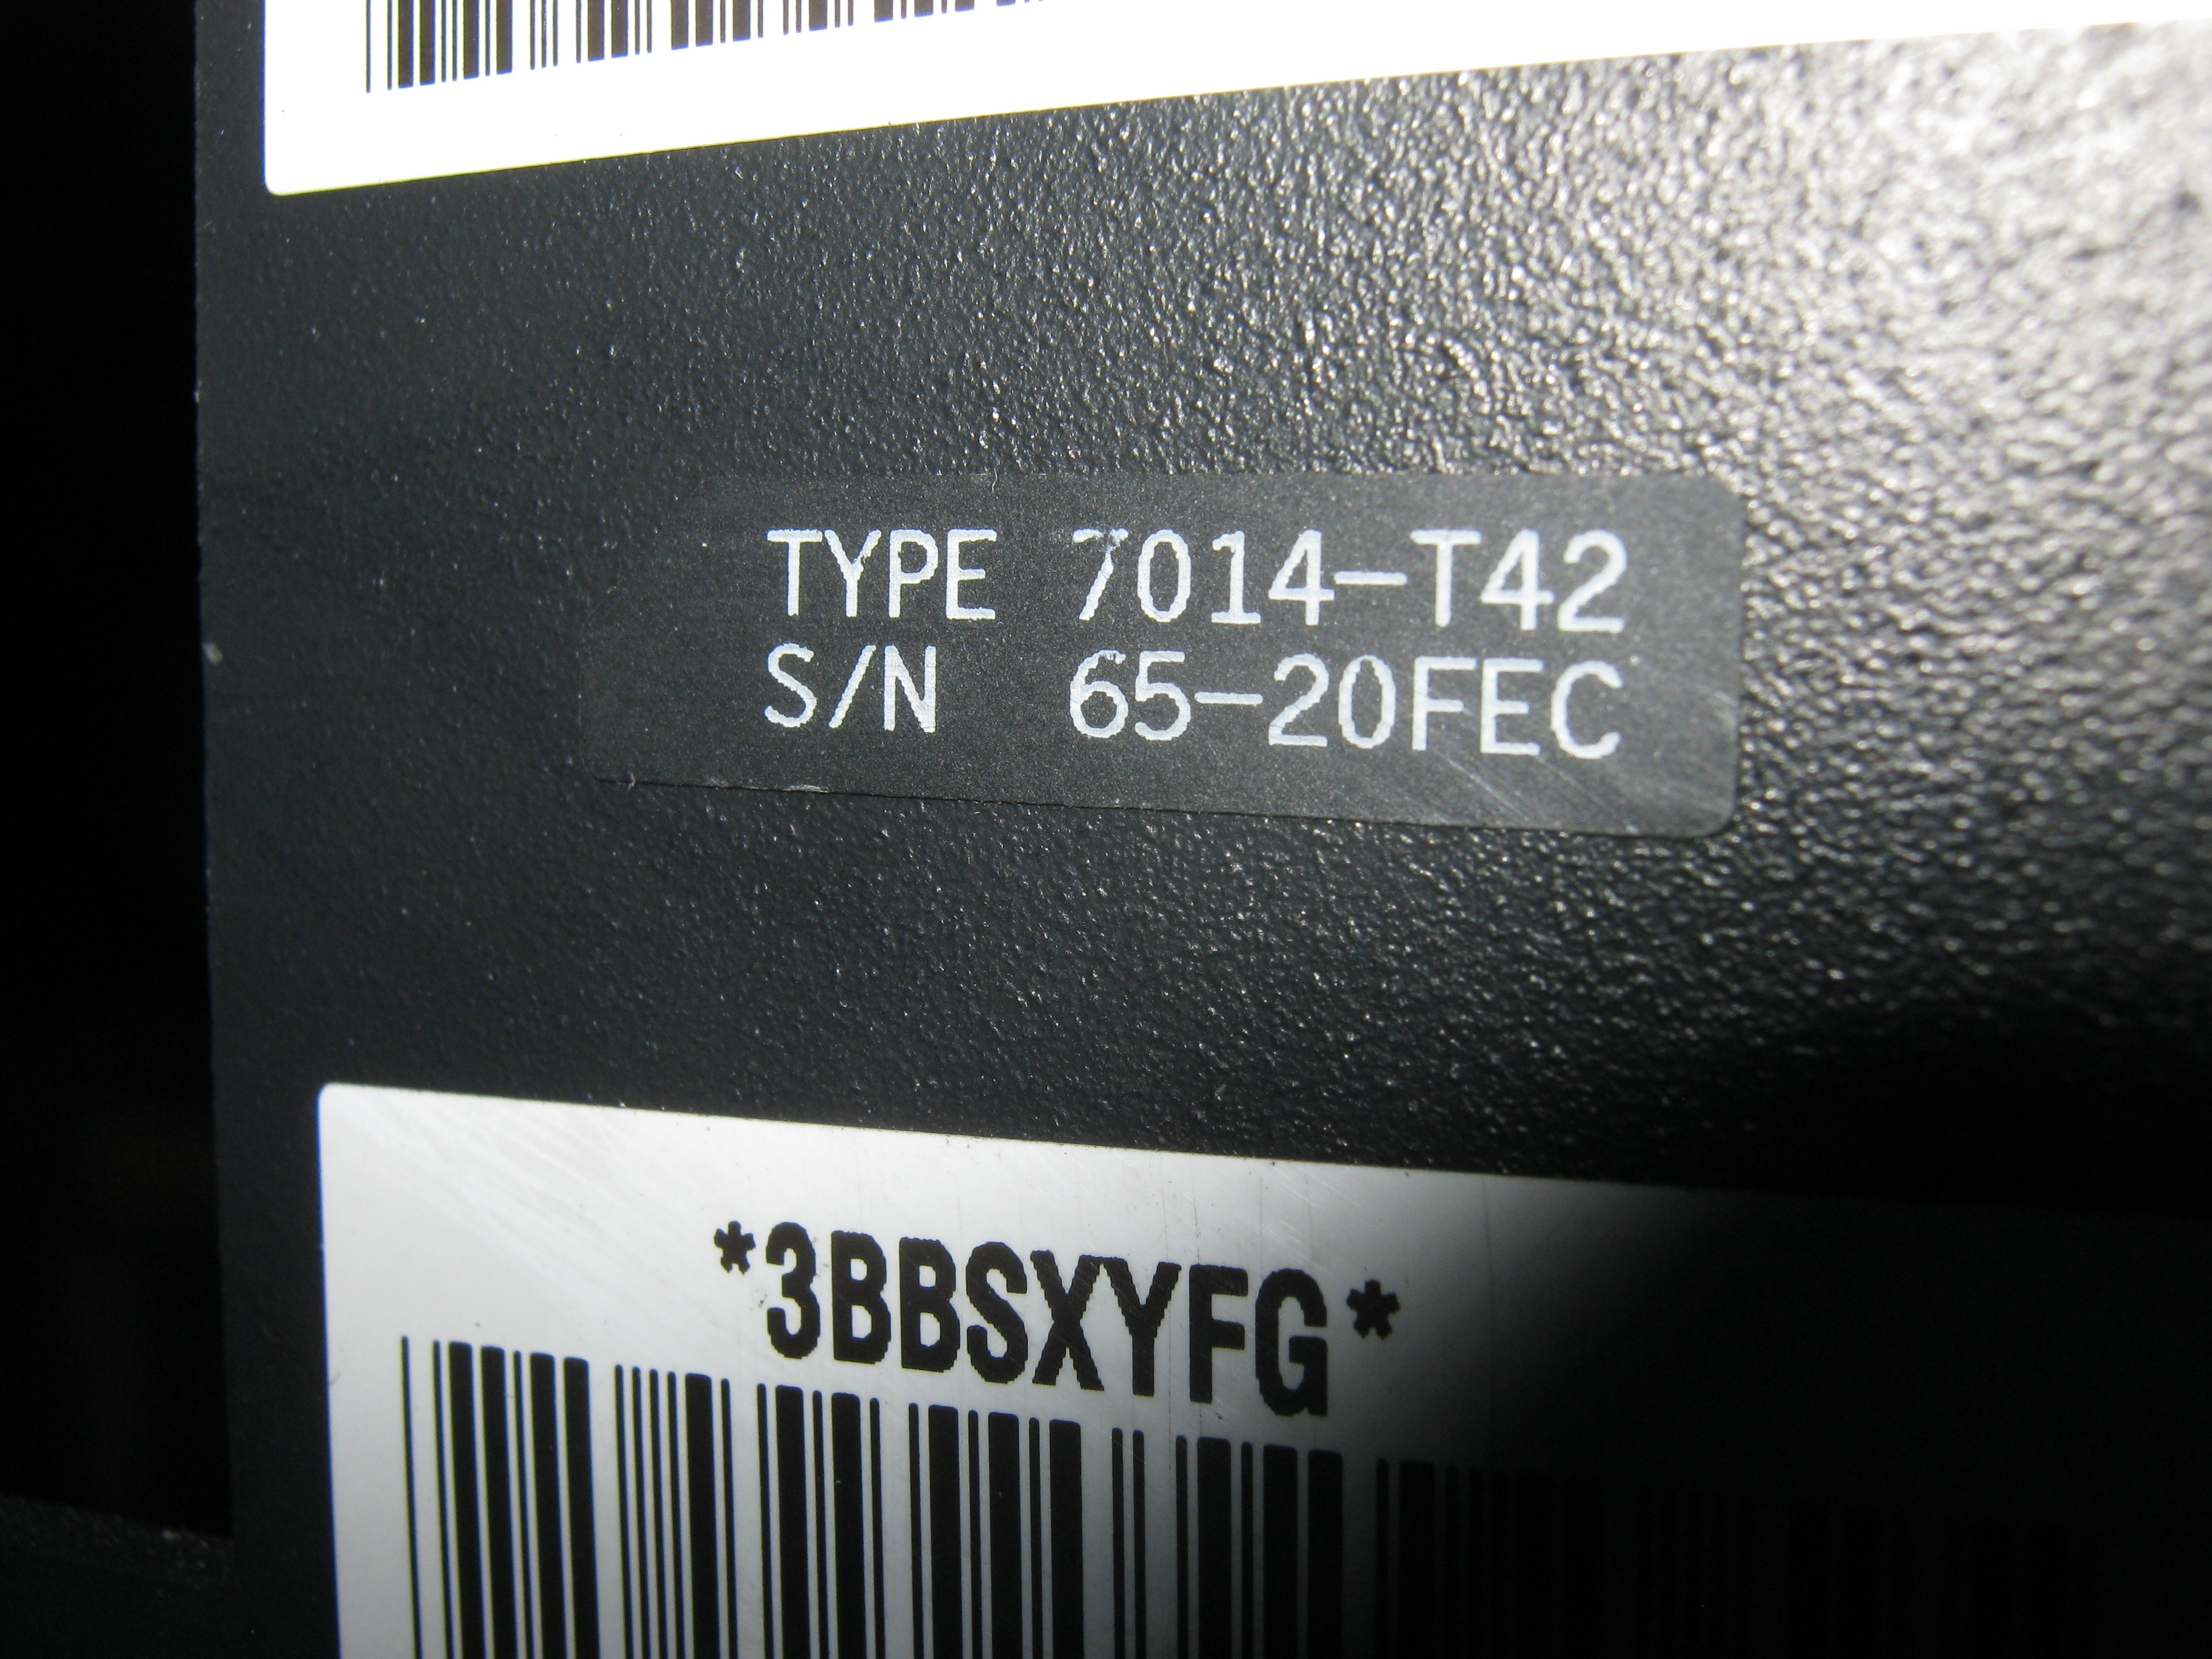 TYPE 7014-T42
S/N 65-20FEC
*3BBSXYFG*